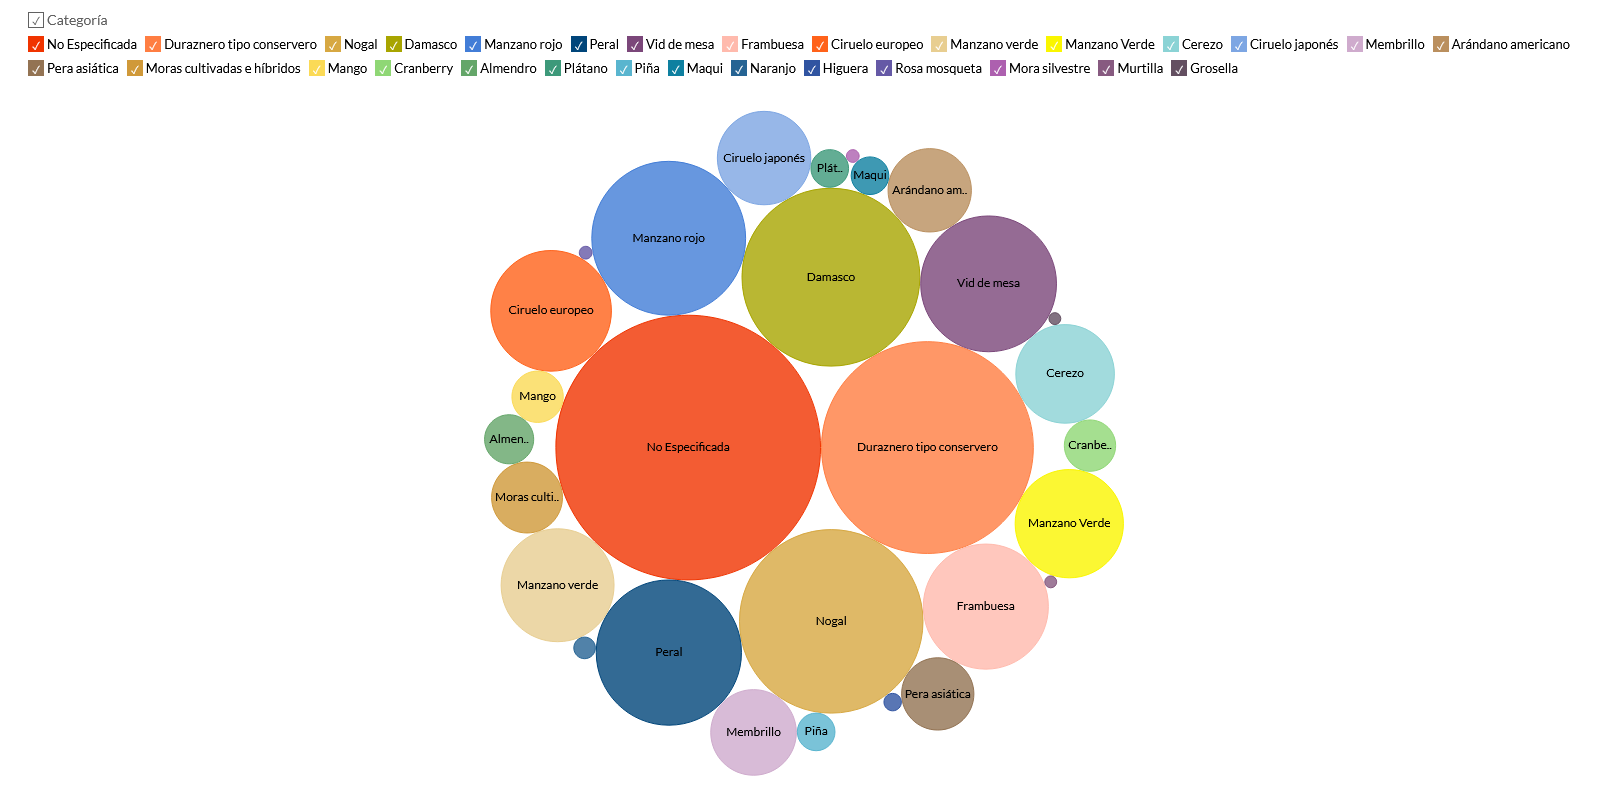 Categoría
No Especificada Duraznero tipo conservero Nogal Damasco Manzano rojo Peral Vid de mesa Frambuesa Ciruelo europeo Manzano verde Manzano Verde Cerezo Ciruelo japonés Membrillo Arándano americano
Pera asiática Moras cultivadas e híbridos Mango Cranberry Almendro Plátano Piña Maqui Naranjo Higuera Rosa mosqueta Mora silvestre Murtilla Grosella
Ciruelo japonés
Plát..
Maqui
Arándano am..
Manzano rojo
Damasco
Vid de mesa
Ciruelo europeo
Cerezo
Mango
Almen..
No Especificada
Duraznero tipo conservero
Cranbe..
Moras culti..
Manzano Verde
Manzano verde
Frambuesa
Nogal
Peral
Pera asiática
Membrillo
Piña